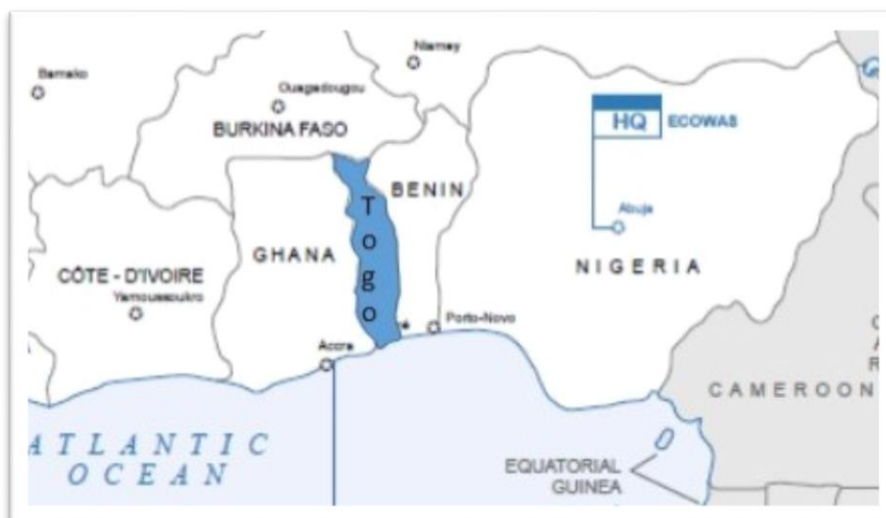 Niamey
Bamako
Ouagadougou
BURKINA FASO
HQ ECOWAS
BENIN
Togo
Abuja
GHANA
NIGERIA
CÔTE - D'IVOIRE
Yamoussoukro
é
Porto-Novo
Accra
CAMEROON
C
A
R
ATLANTIC
OCEAN
EQUATORIAL
GUINEA